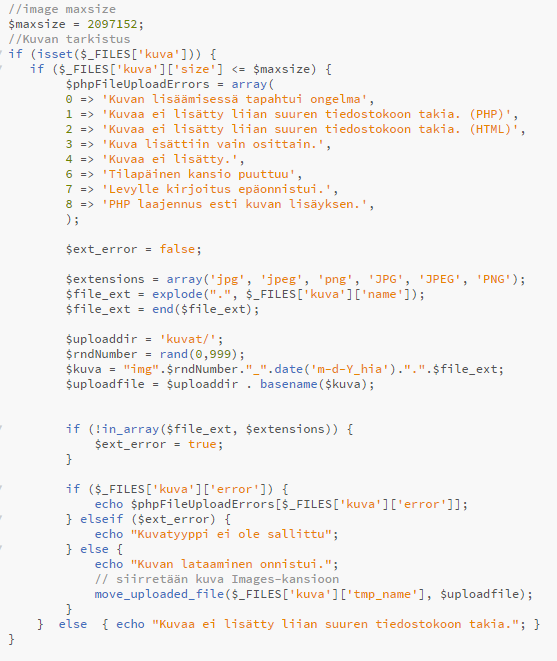 //image maxsize
$maxsize = 2097152;
//Kuvan tarkistus
if (isset($_FILES['kuva'])) {
if ($_FILES['kuva']['size'] <= $maxsize) {
$phpFileUploadErrors = array(
0 => 'Kuvan lisäämisessä tapahtui ongelma',
1 => 'Kuvaa ei lisätty liian suuren tiedostokoon takia. (PHP)',
2 => 'Kuvaa ei lisätty liian suuren tiedostokoon takia. (HTML)',
3 => 'Kuva lisättiin vain osittain.',
4 => 'Kuvaa ei lisätty.',
6 => 'Tilapäinen kansio puuttuu',
7 => 'Levylle kirjoitus epäonnistui.',
8 => 'PHP laajennus esti kuvan lisäyksen.',
);
$ext_error = false;
$extensions = array('jpg', 'jpeg', 'png', 'JPG', 'JPEG', 'PNG');
$file_ext = explode(".", $_FILES['kuva']['name']);
$file_ext = end($file_ext);
$uploaddir = 'kuvat/';
$rndNumber = rand(0,999);
$kuva = "img".$rndNumber."_".date('m-d-Y_hia').".".$file_ext;
$uploadfile = $uploaddir . basename($kuva);
if (!in_array($file_ext, $extensions)) {
$ext_error = true;
}
if ($_FILES['kuva']['error']) {
echo $phpFileUploadErrors[$_FILES['kuva']['error']];
} elseif ($ext_error) {
echo "Kuvatyyppi ei ole sallittu";
} else {
echo "Kuvan lataaminen onnistui.";
// siirretään kuva Images-kansioon
move_uploaded_file($_FILES['kuva']['tmp_name'], $uploadfile);
}
} else { echo "Kuvaa ei lisätty liian suuren tiedostokoon takia."; }
}